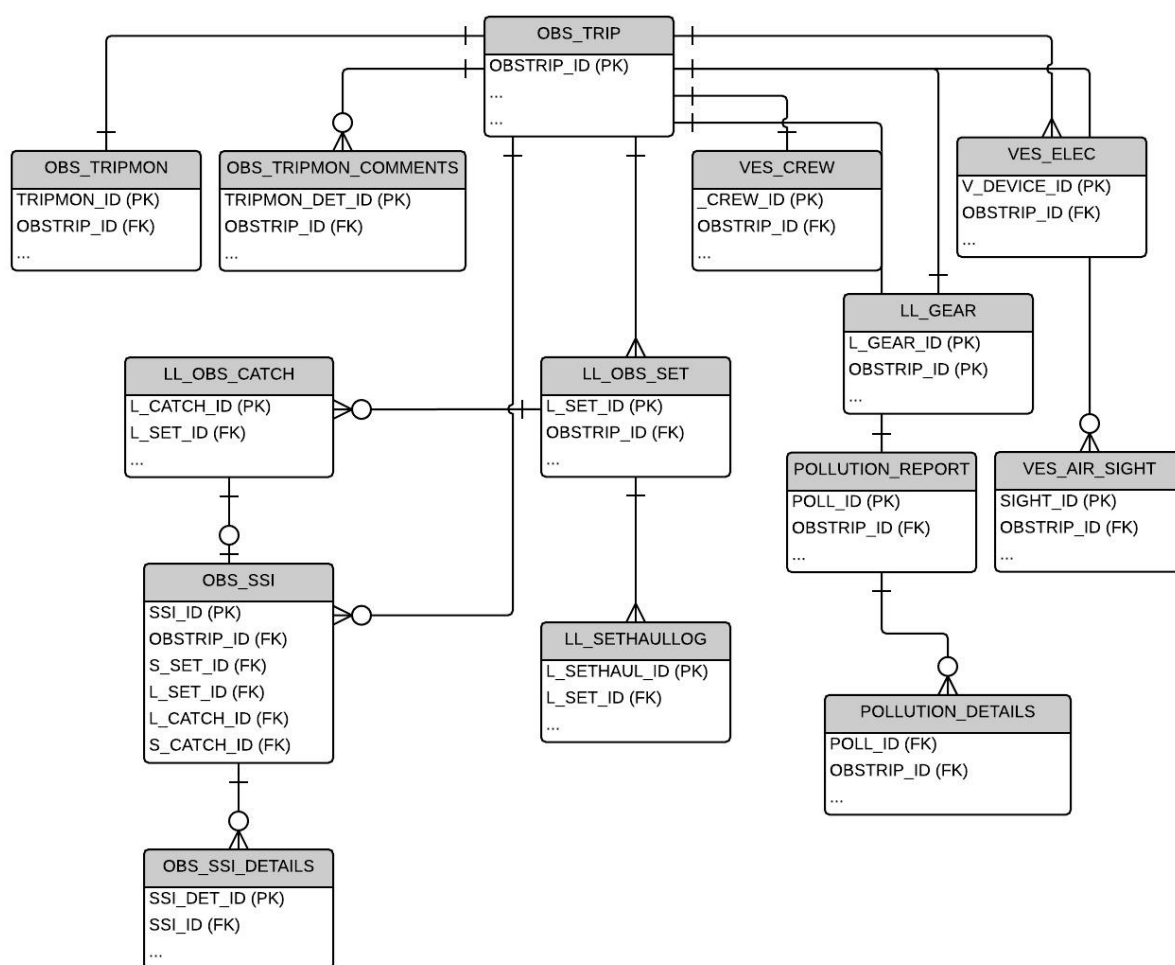 OBS_TRIP
OBSTRIP_ID (PK)
...
...
OBS_TRIPMON
TRIPMON_ID (PK)
OBSTRIP_ID (FK)
...
OBS_TRIPMON_COMMENTS
TRIPMON_DET_ID (PK)
OBSTRIP_ID (FK)
...
VES_CREW
_CREW_ID (PK)
OBSTRIP_ID (FK)
...
VES_ELEC
V_DEVICE_ID (PK)
OBSTRIP_ID (FK)
...
LL_GEAR
L_GEAR_ID (PK)
OBSTRIP_ID (PK)
...
LL_OBS_CATCH
L_CATCH_ID (PK)
L_SET_ID (FK)
...
LL_OBS_SET
L_SET_ID (PK)
OBSTRIP_ID (FK)
...
POLLUTION_REPORT
POLL_ID (PK)
OBSTRIP_ID (FK)
...
VES_AIR_SIGHT
SIGHT_ID (PK)
OBSTRIP_ID (FK)
...
OBS_SSI
SSI_ID (PK)
OBSTRIP_ID (FK)
S_SET_ID (FK)
L_SET_ID (FK)
L_CATCH_ID (FK)
S_CATCH_ID (FK)
LL_SETHAULLOG
L_SETHAUL_ID (PK)
L_SET_ID (FK)
...
POLLUTION_DETAILS
POLL_ID (FK)
OBSTRIP_ID (FK)
...
OBS_SSI_DETAILS
SSI_DET_ID (PK)
SSI_ID (FK)
...